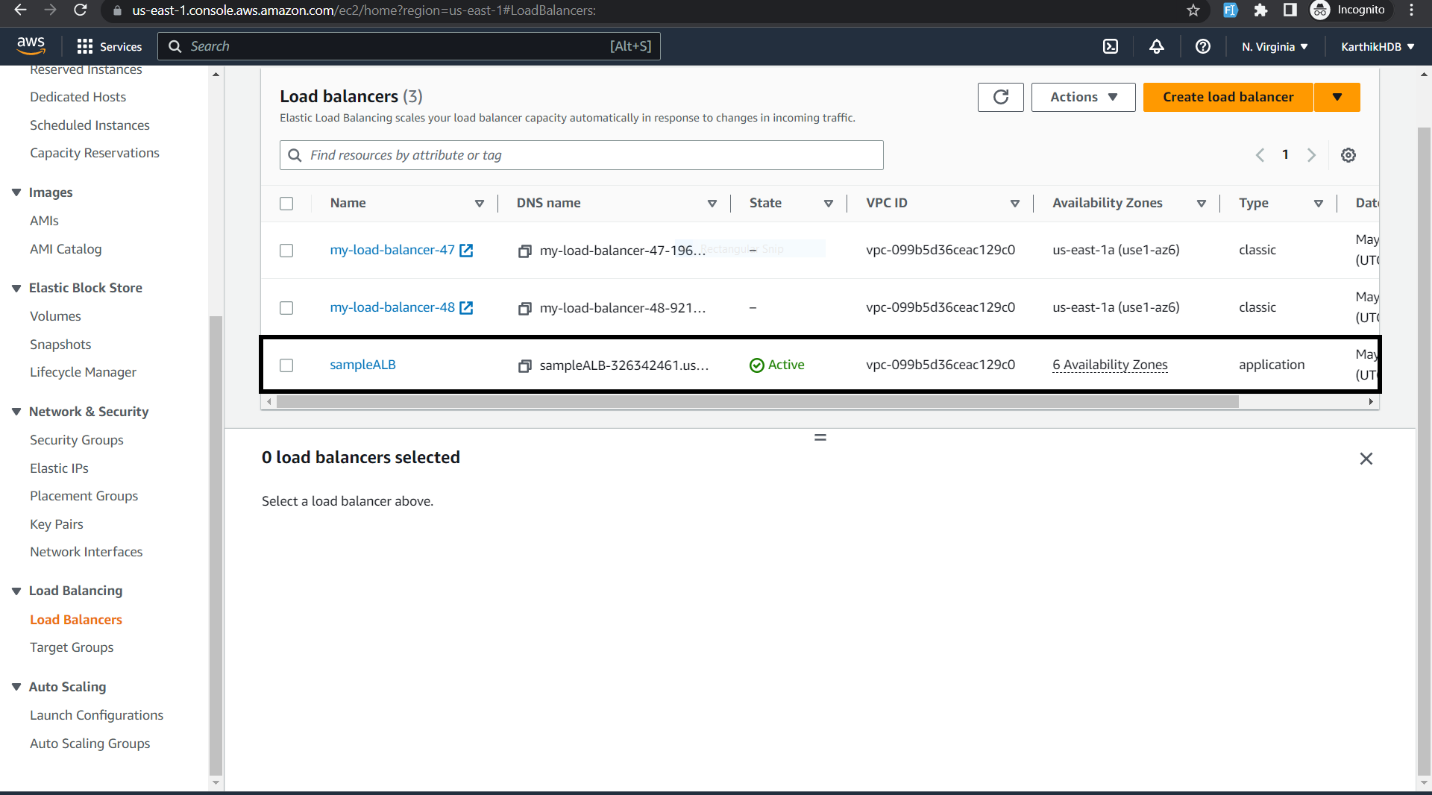 us-east-1.console.aws.amazon.com/ec2/home?region=us-east-1#LoadBalancers:
Incognito
aws
Services
Search
[Alt+S]
N. Virginia
KarthikHDB
Reserved Instances
Dedicated Hosts
Scheduled Instances
Capacity Reservations
Images
AMIs
AMI Catalog
Elastic Block Store
Volumes
Snapshots
Lifecycle Manager
Network & Security
Security Groups
Elastic IPs
Placement Groups
Key Pairs
Network Interfaces
Load Balancing
Load Balancers
Target Groups
Auto Scaling
Launch Configurations
Auto Scaling Groups
Load balancers (3)
Elastic Load Balancing scales your load balancer capacity automatically in response to changes in incoming traffic.
Actions
Create load balancer
Find resources by attribute or tag
1
Name DNS name State VPC ID Availability Zones Type Date
my-load-balancer-47 my-load-balancer-47-196... – vpc-099b5d36ceac129c0 us-east-1a (use1-az6) classic May
(UTC
Rectangular Snip
my-load-balancer-48 my-load-balancer-48-921... – vpc-099b5d36ceac129c0 us-east-1a (use1-az6) classic May
(UTC
sampleALB sampleALB-326342461.us... Active vpc-099b5d36ceac129c0 6 Availability Zones application May
(UTC
0 load balancers selected
Select a load balancer above.